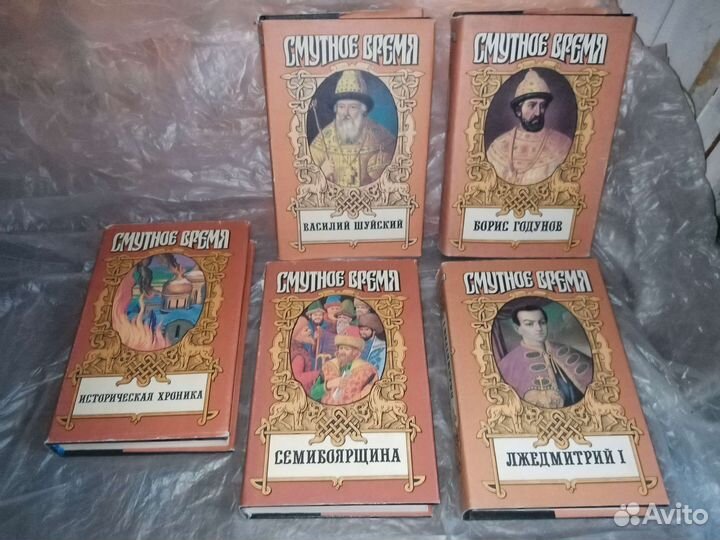 СМУТНОЕ ВРЕМЯ
ВАСИЛИЙ ШУЙСКИЙ
СМУТНОЕ ВРЕМЯ
БОРИС ГОДУНОВ
СМУТНОЕ ВРЕМЯ
ИСТОРИЧЕСКАЯ ХРОНИКА
СМУТНОЕ ВРЕМЯ
СЕМИБОЯРЩИНА
СМУТНОЕ ВРЕМЯ
ЛЖЕДМИТРИЙ I
Avito